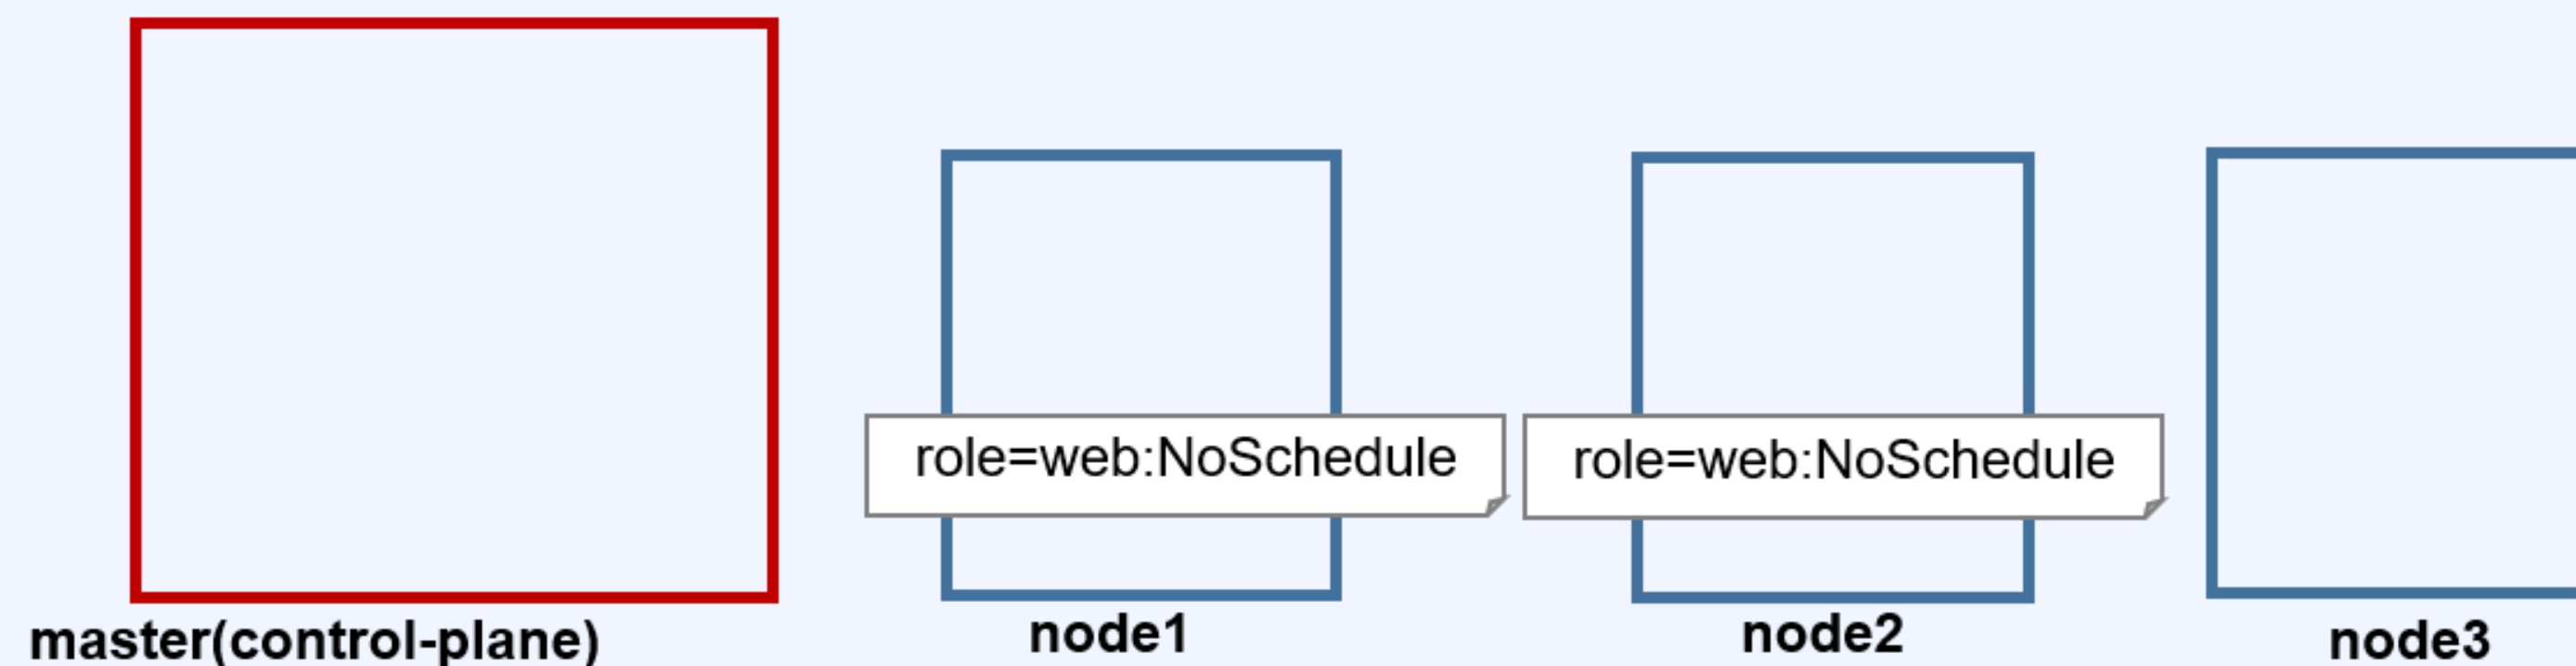 role=web:NoSchedule
role=web:NoSchedule
master(control-plane)
node1
node2
node3